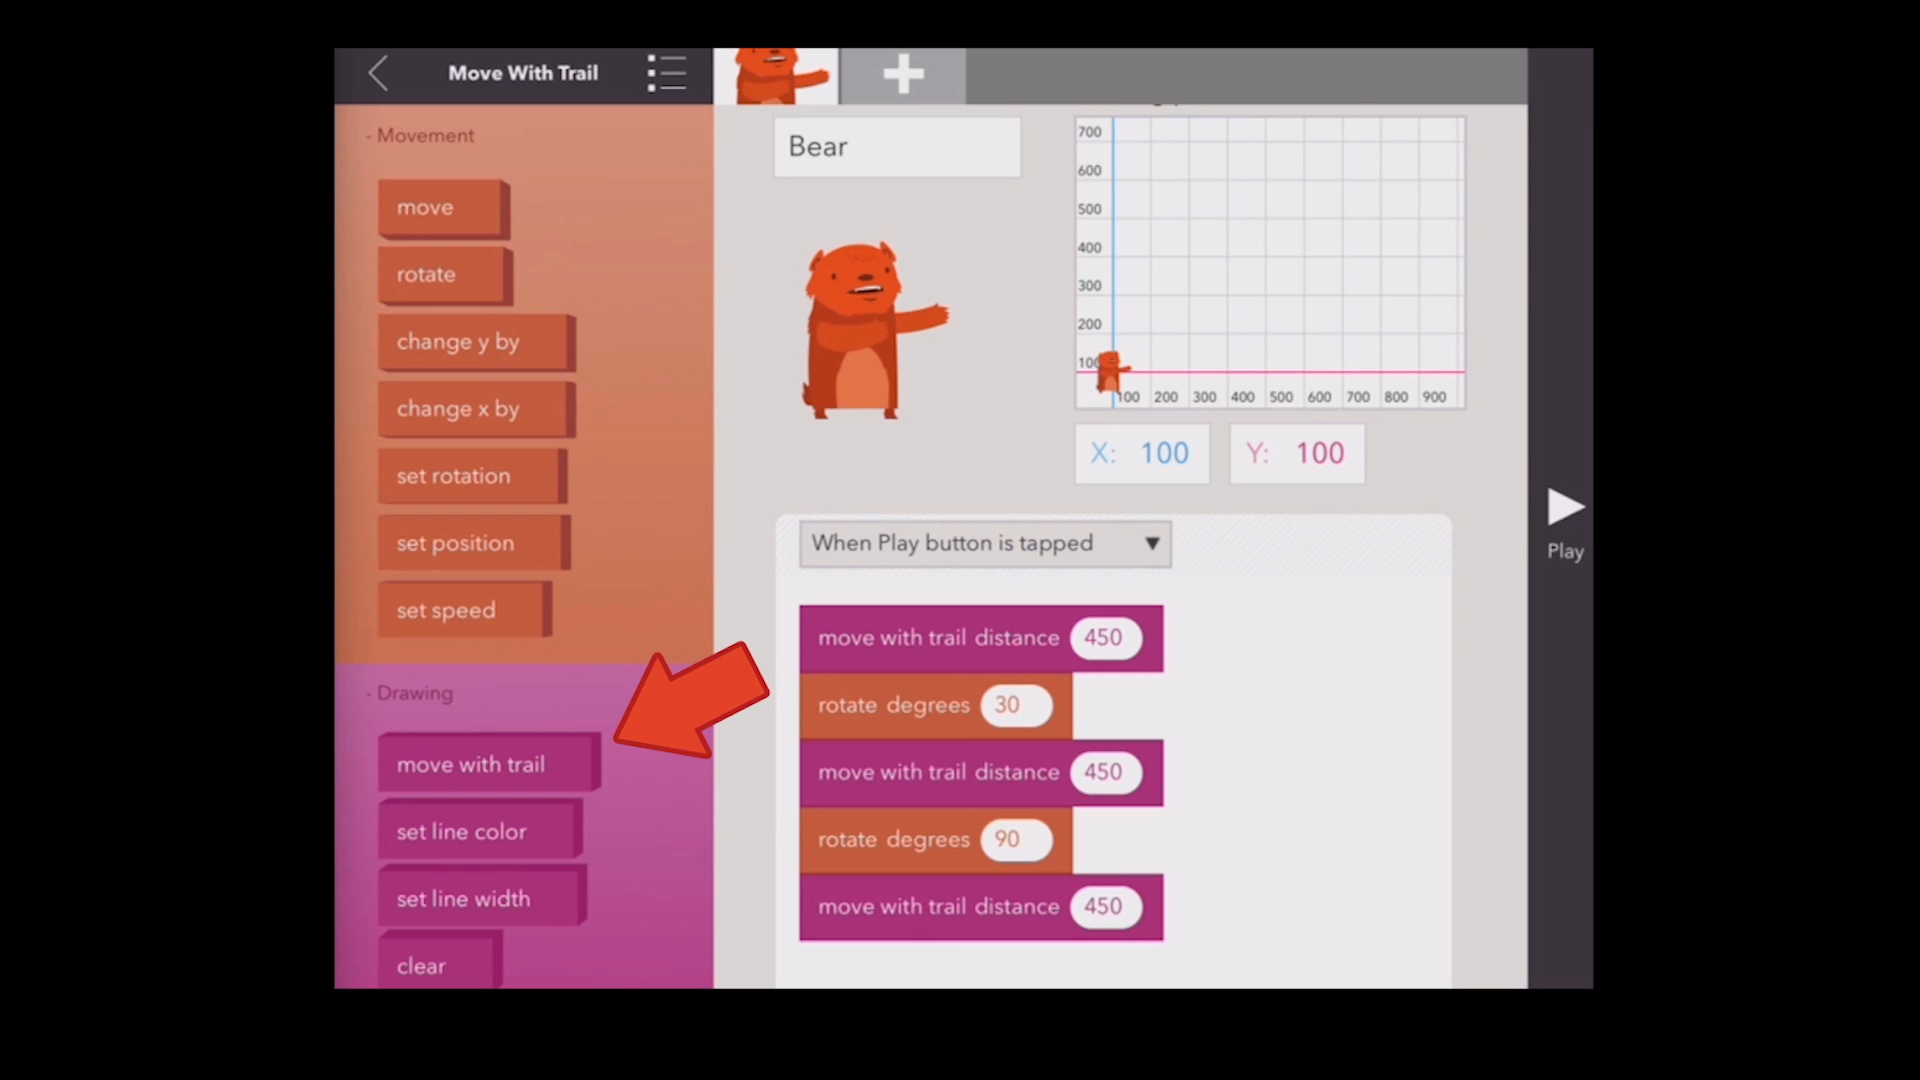 Move With Trail
- Movement
move
rotate
change y by
change x by
set rotation
set position
set speed
- Drawing
move with trail
set line color
set line width
clear
Bear
700
600
500
400
300
200
100
100 200 300 400 500 600 700 800 900
X: 100 Y: 100
When Play button is tapped
move with trail distance 450
rotate degrees 30
move with trail distance 450
rotate degrees 90
move with trail distance 450
Play